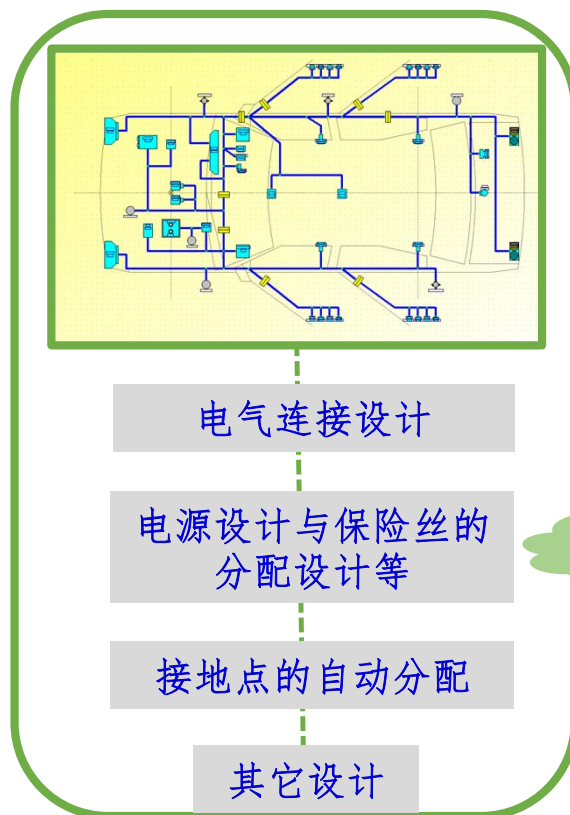 电气连接设计
电源设计与保险丝的
分配设计等
接地点的自动分配
其它设计